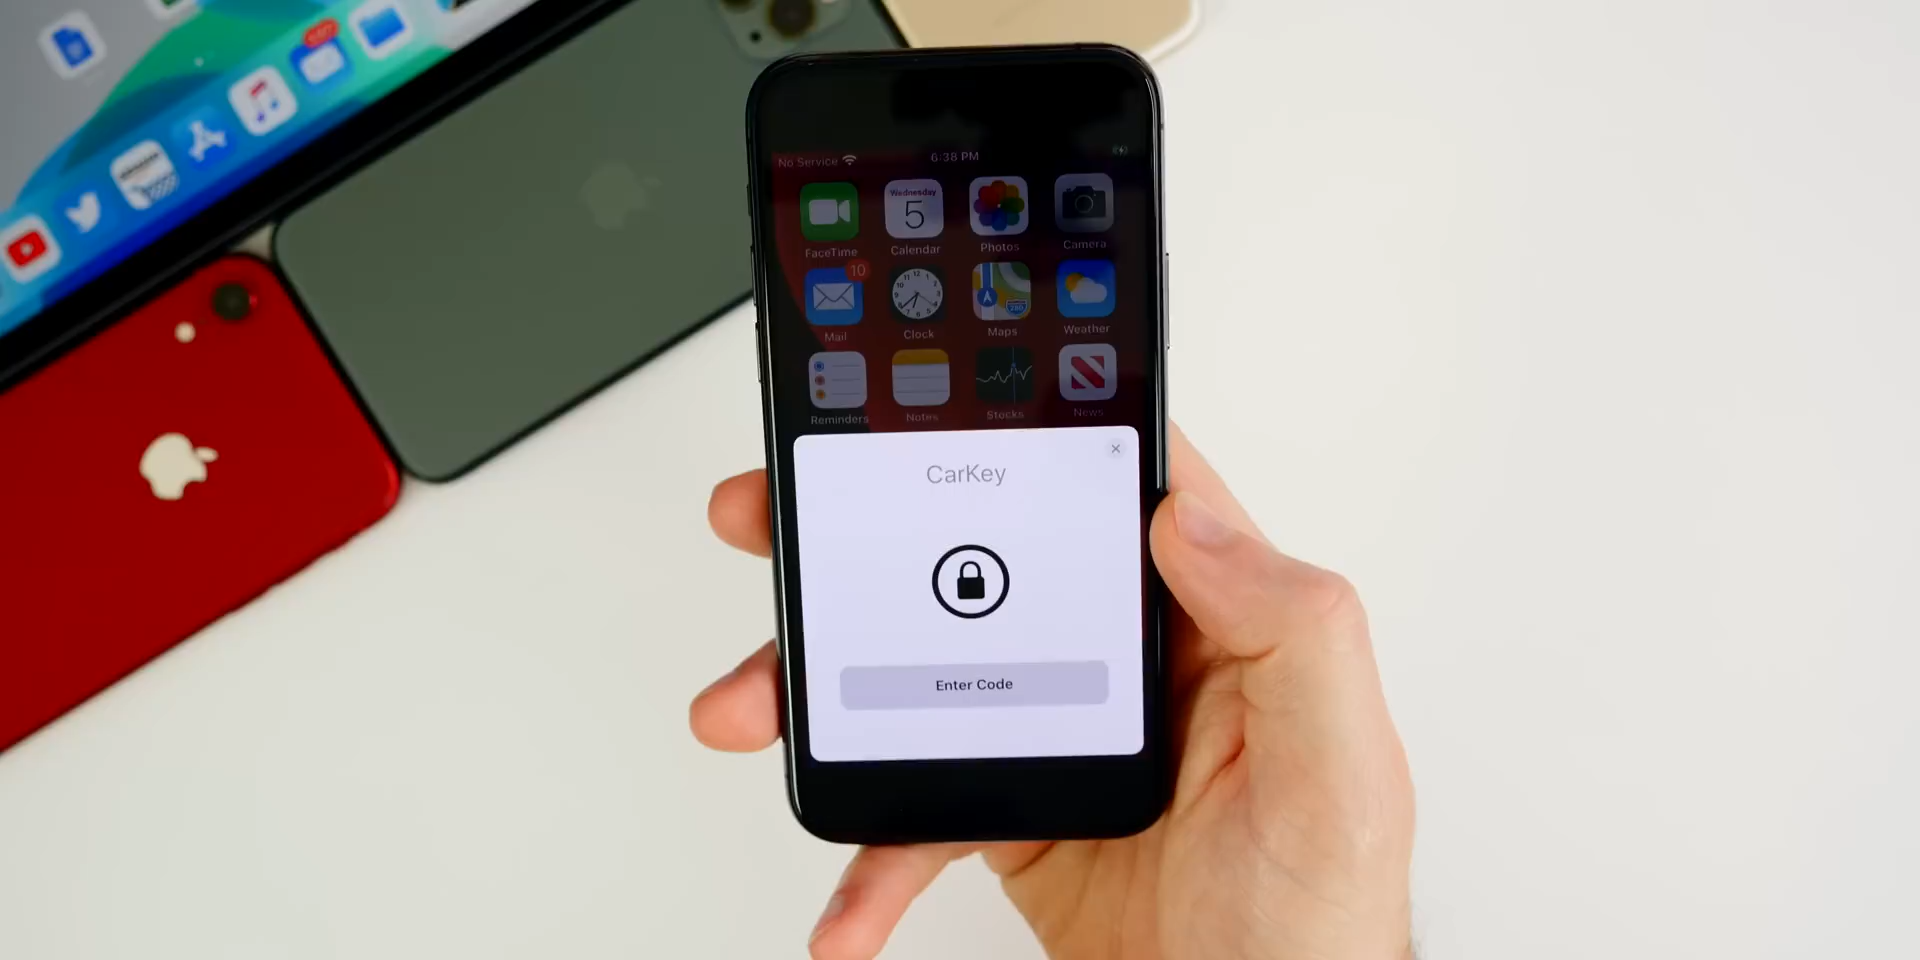 No Service
6:38 PM
Wednesday
5
FaceTime
Calendar
Photos
Camera
10
Mail
Clock
Maps
Weather
Reminders
Notes
Stocks
News
CarKey
Enter Code